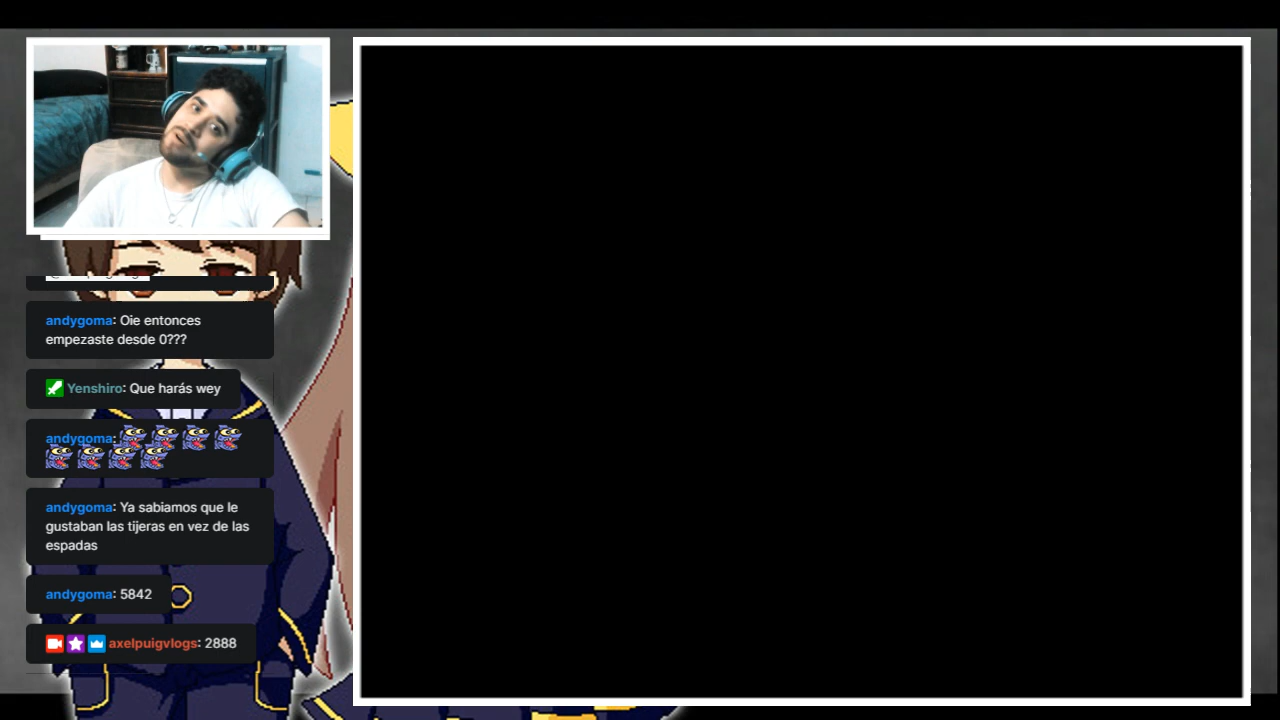 andygoma: Oie entonces
empezaste desde 0???
Yenshiro: Que harás wey
andygoma:
andygoma: Ya sabiamos que le
gustaban las tijeras en vez de las
espadas
andygoma: 5842
axelpuigvlogs: 2888